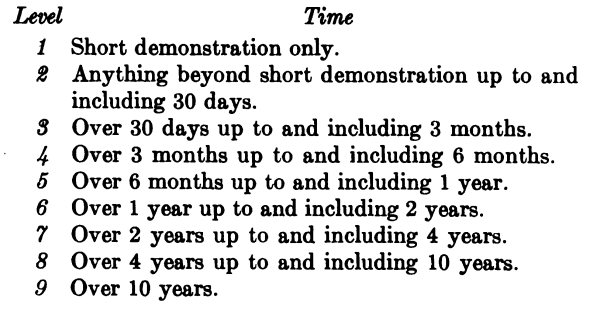 Level Time
1 Short demonstration only.
2 Anything beyond short demonstration up to and
including 30 days.
3 Over 30 days up to and including 3 months.
4 Over 3 months up to and including 6 months.
5 Over 6 months up to and including 1 year.
6 Over 1 year up to and including 2 years.
7 Over 2 years up to and including 4 years.
8 Over 4 years up to and including 10 years.
9 Over 10 years.